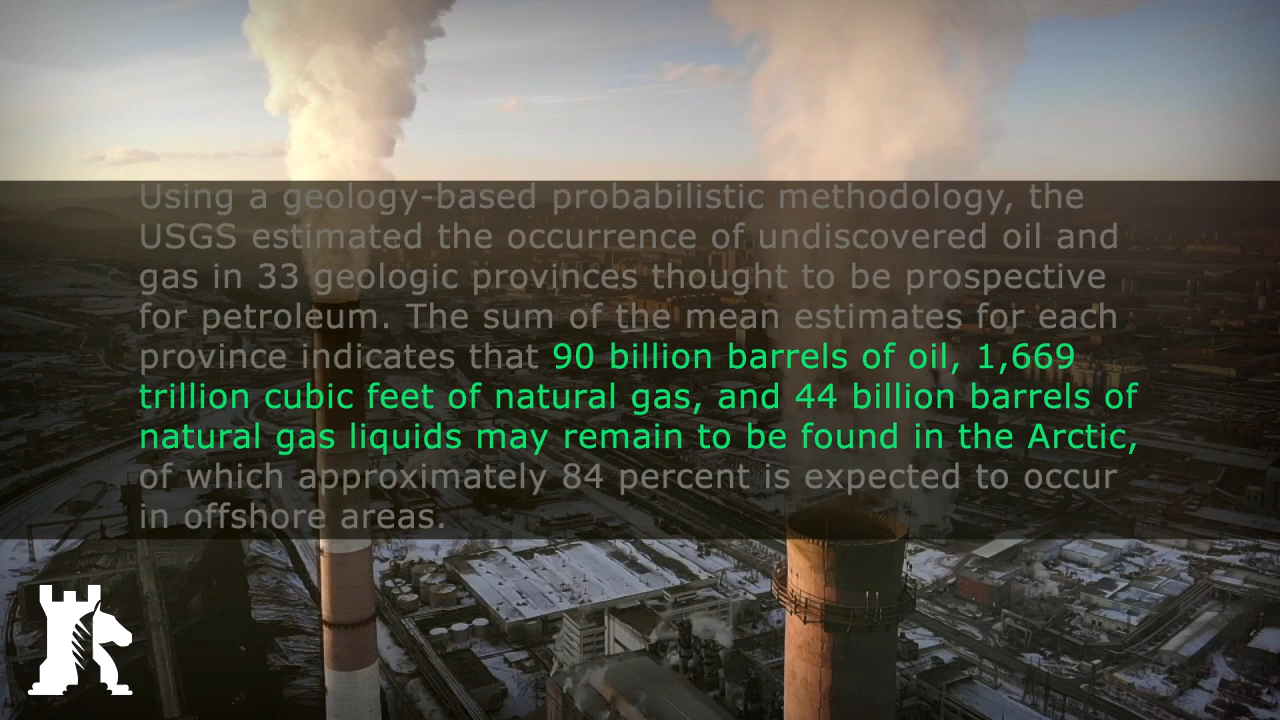 Using a geology-based probabilistic methodology, the
USGS estimated the occurrence of undiscovered oil and
gas in 33 geologic provinces thought to be prospective
for petroleum. The sum of the mean estimates for each
province indicates that 90 billion barrels of oil, 1,669
trillion cubic feet of natural gas, and 44 billion barrels of
natural gas liquids may remain to be found in the Arctic,
of which approximately 84 percent is expected to occur
in offshore areas.